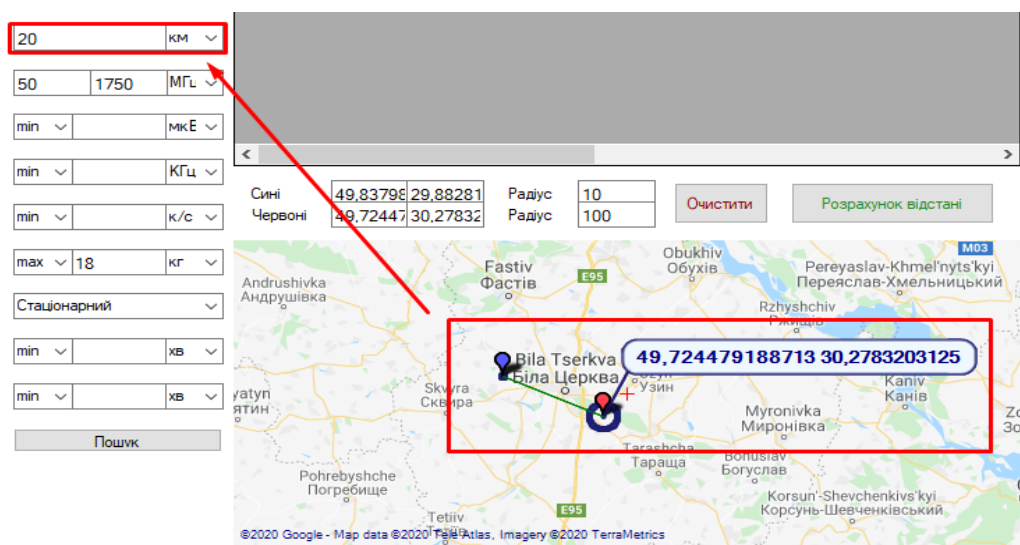 20 км
50 1750 МГц
min мкВ
min КГц
min к/с
max 18 кг
Стаціонарний
min хв
min хв
Пошук
Сині 49,83798 29,88281 Радіус 10
Червоні 49,72447 30,27832 Радіус 100
Очистити
Розрахунок відстані
M03
Obukhiv
Обухів
Fastiv
Фастів
E95
Pereyaslav-Khmel'nyts'kyi
Переяслав-Хмельницький
Andrushivka
Андрушівка
Rzhyshchiv
Ржищів
Bila Tserkva
Біла Церква
49,724479188713 30,2783203125
Узин
Kaniv
Канів
Skvyra
Сквира
yatyn
ятин
Myronivka
Миронівка
Zo
Зо
Tarashcha
Тараща
Bohuslav
Богуслав
Pohrebyshche
Погребище
Korsun'-Shevchenkivs'kyi
Корсунь-Шевченківський
Tetiiv
E95
©2020 Google - Map data ©2020 Tele Atlas, Imagery ©2020 TerraMetrics